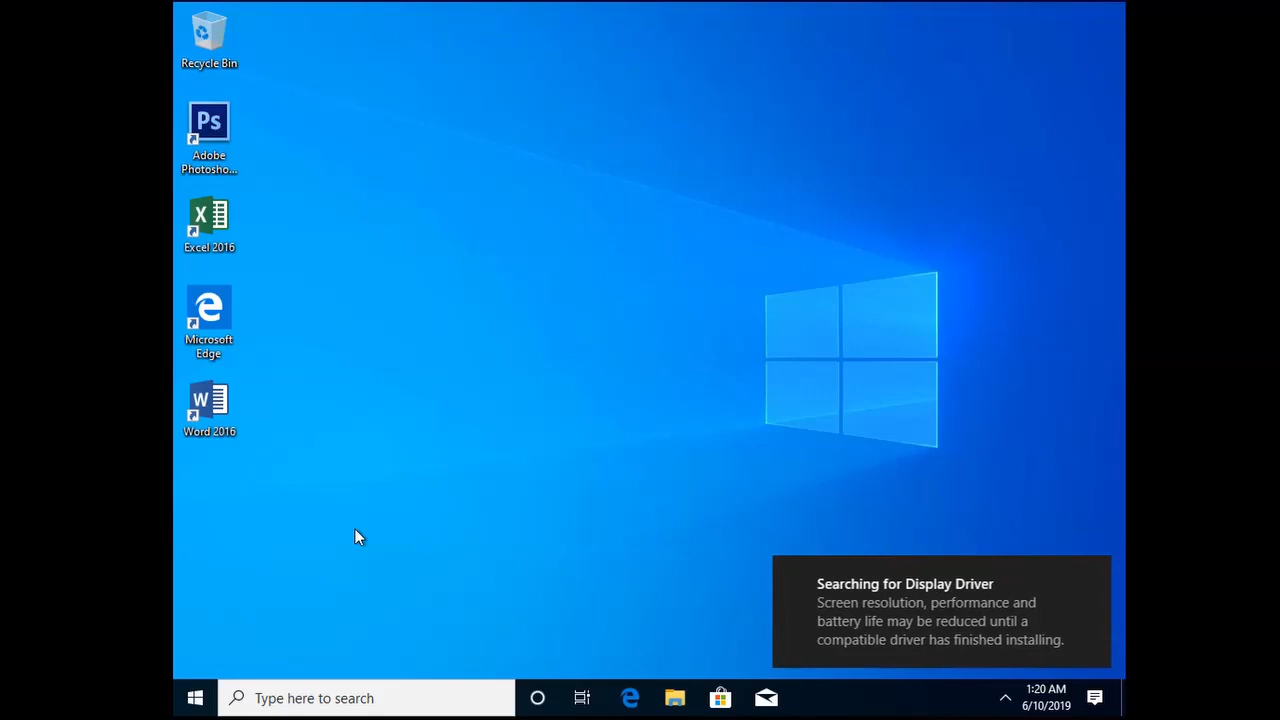 Recycle Bin
Ps
Adobe
Photosho...
X
Excel 2016
Microsoft
Edge
W
Word 2016
Searching for Display Driver
Screen resolution, performance and
battery life may be reduced until a
compatible driver has finished installing.
Type here to search
1:20 AM
6/10/2019